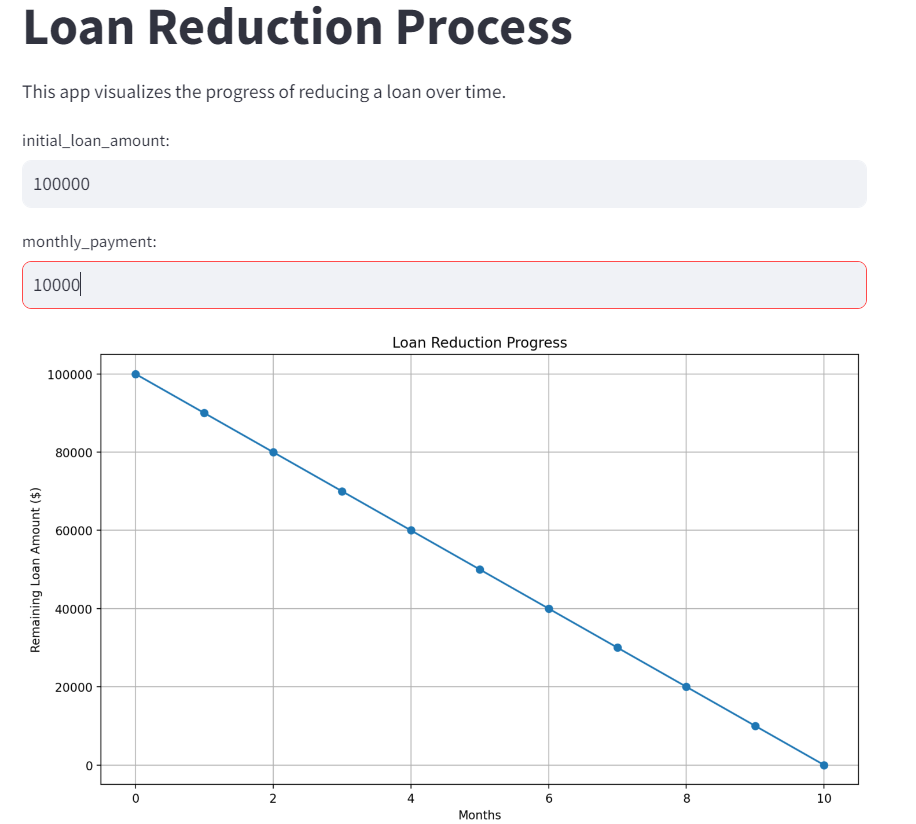 Loan Reduction Process
This app visualizes the progress of reducing a loan over time.
initial_loan_amount:
100000
monthly_payment:
10000
Loan Reduction Progress
Remaining Loan Amount ($)
100000
80000
60000
40000
20000
0
0 2 4 6 8 10
Months